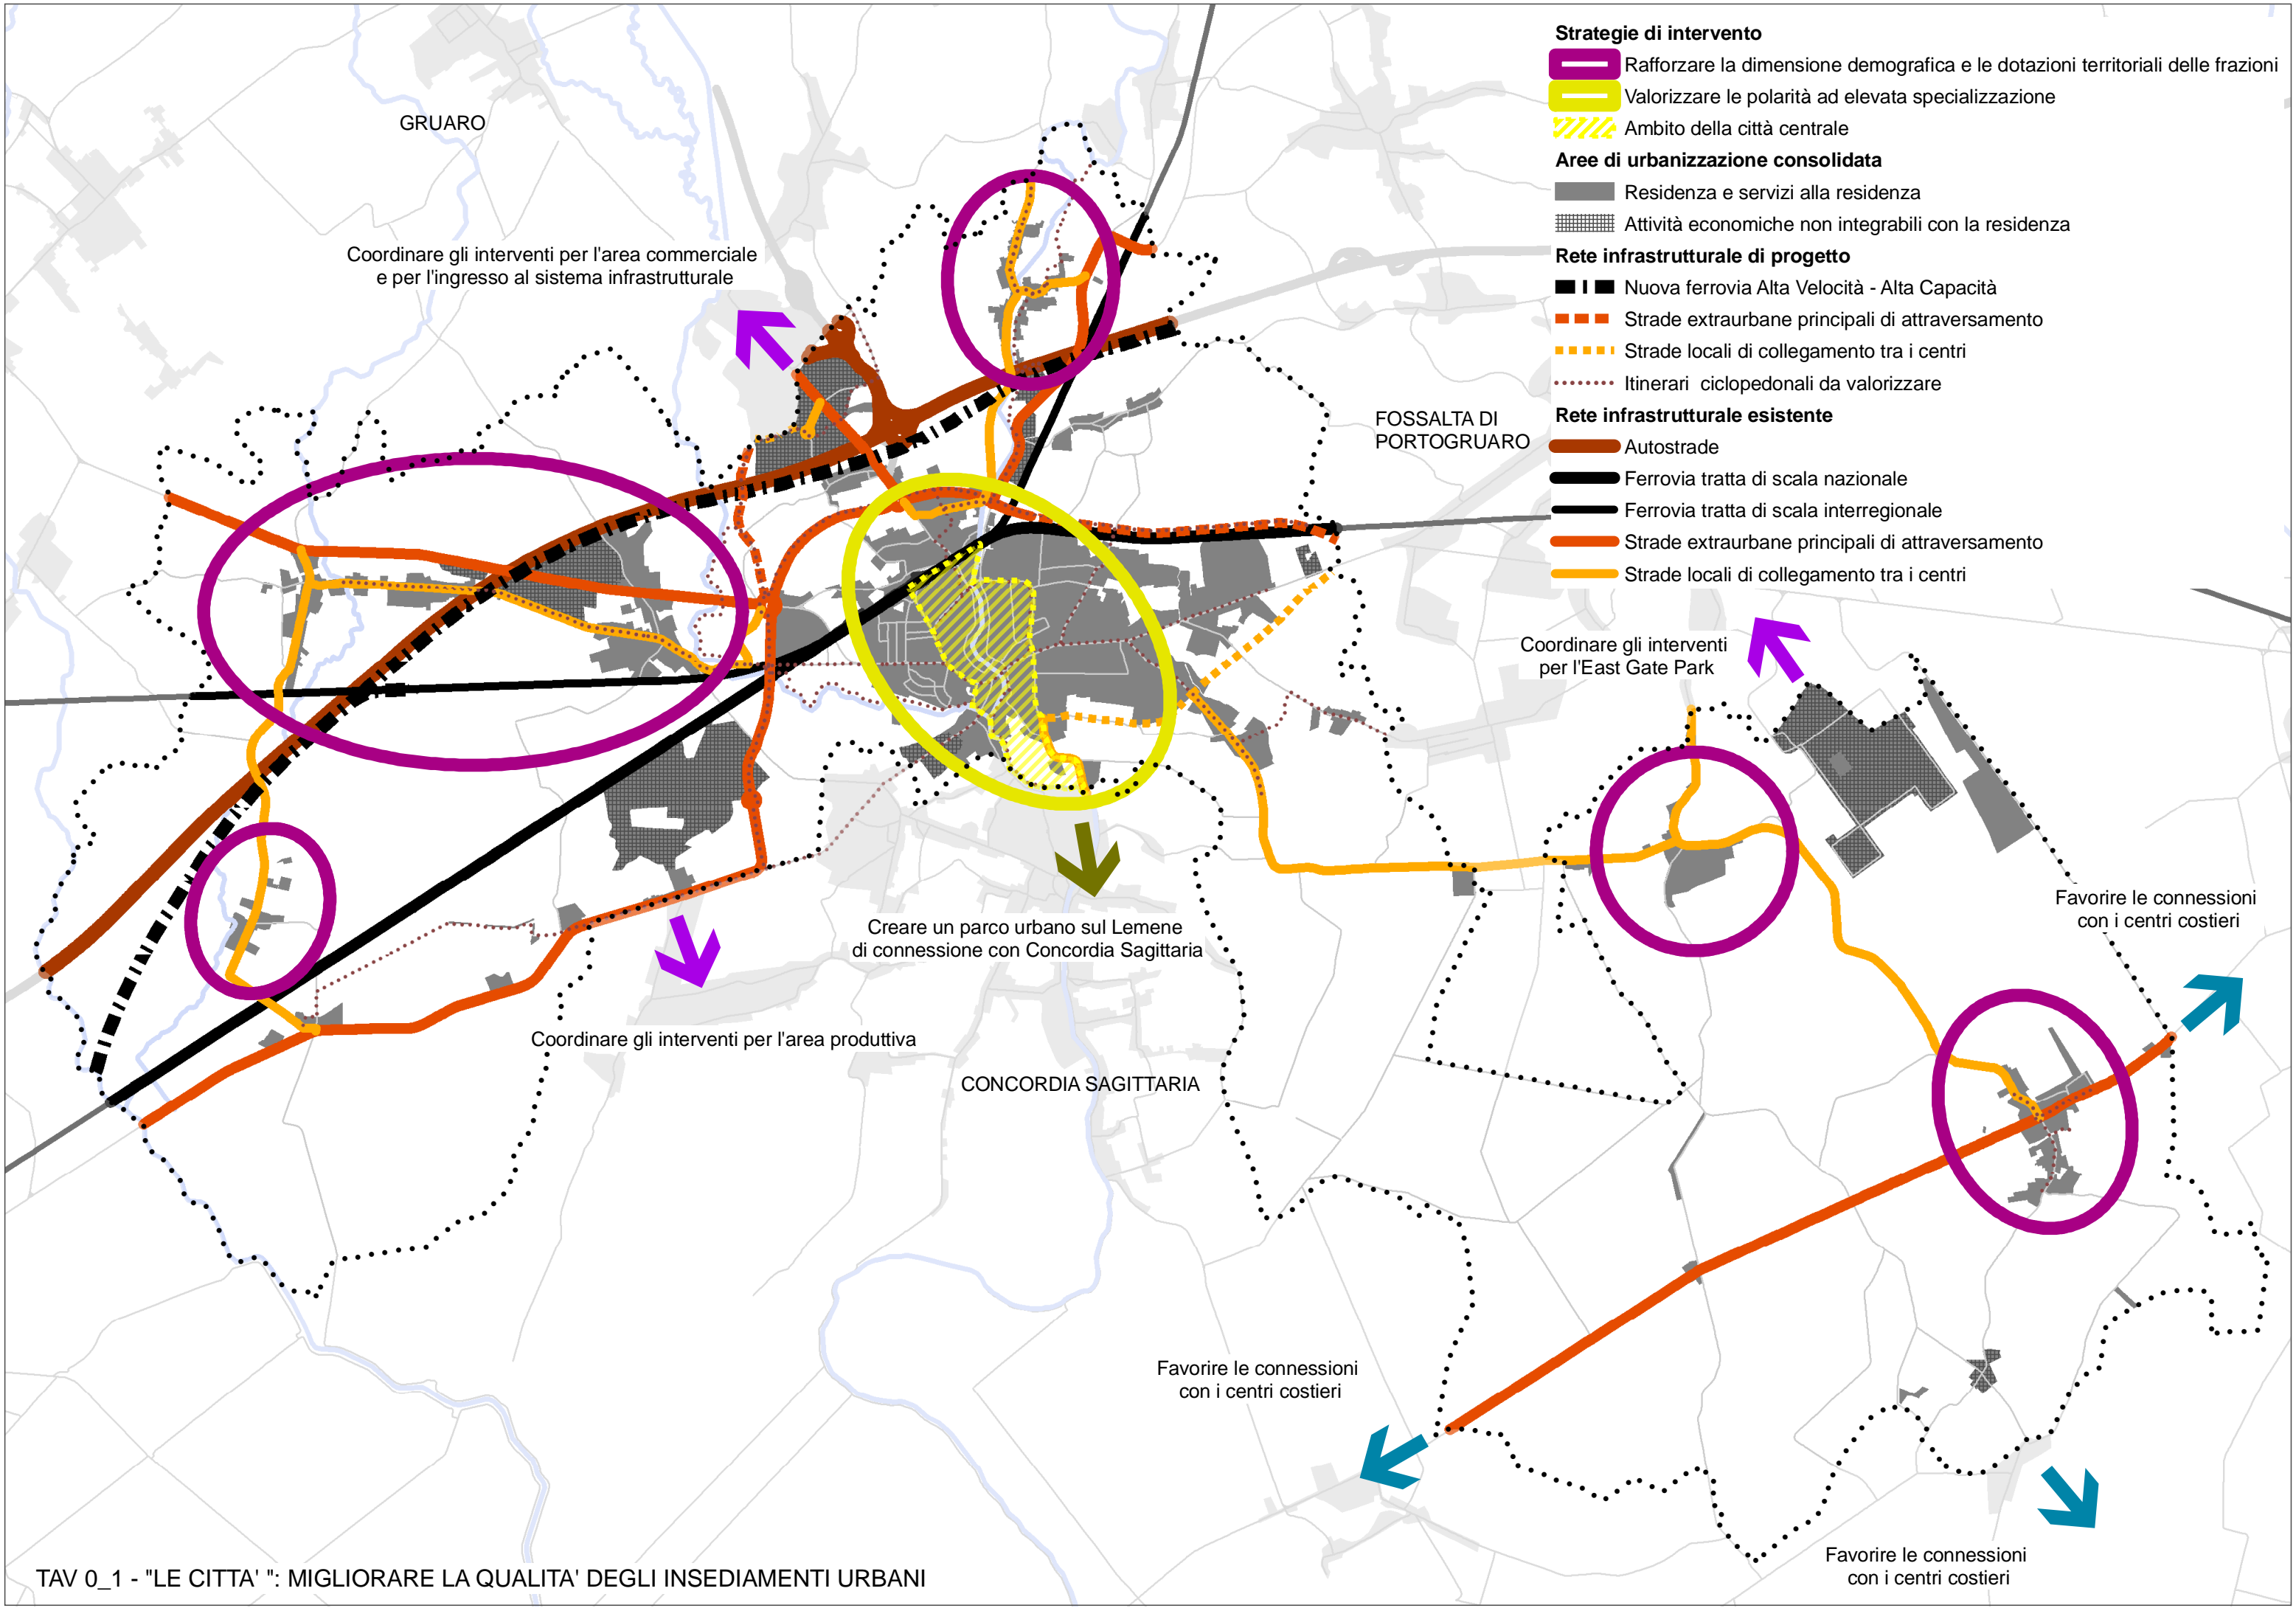 Strategie di intervento
Rafforzare la dimensione demografica e le dotazioni territoriali delle frazioni
Valorizzare le polarità ad elevata specializzazione
Ambito della città centrale
Aree di urbanizzazione consolidata
Residenza e servizi alla residenza
Attività economiche non integrabili con la residenza
Rete infrastrutturale di progetto
Nuova ferrovia Alta Velocità - Alta Capacità
Strade extraurbane principali di attraversamento
Strade locali di collegamento tra i centri
Itinerari ciclopedonali da valorizzare
Rete infrastrutturale esistente
Autostrade
Ferrovia tratta di scala nazionale
Ferrovia tratta di scala interregionale
Strade extraurbane principali di attraversamento
Strade locali di collegamento tra i centri
GRUARO
Coordinare gli interventi per l'area commerciale
e per l'ingresso al sistema infrastrutturale
FOSSALTA DI
PORTOGRUARO
Coordinare gli interventi
per l'East Gate Park
Favorire le connessioni
con i centri costieri
Creare un parco urbano sul Lemene
di connessione con Concordia Sagittaria
Coordinare gli interventi per l'area produttiva
CONCORDIA SAGITTARIA
Favorire le connessioni
con i centri costieri
Favorire le connessioni
con i centri costieri
TAV 0_1 - "LE CITTA' ": MIGLIORARE LA QUALITA' DEGLI INSEDIAMENTI URBANI